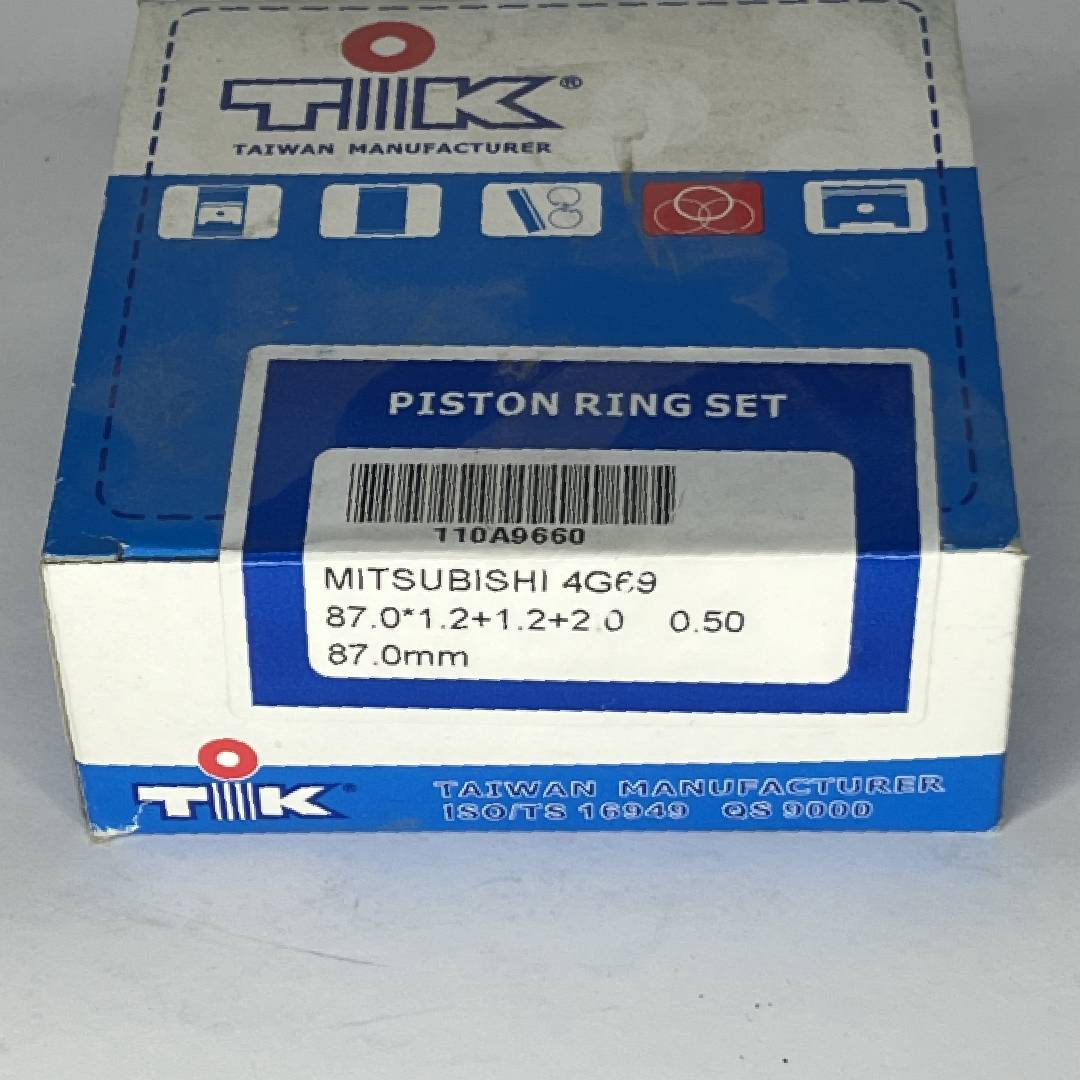 TIK®
TAIWAN MANUFACTURER
PISTON RING SET
110A9660
MITSUBISHI 4G69
87.0*1.2+1.2+2.0 0.50
87.0mm
TIK®
TAIWAN MANUFACTURER
ISO/TS 16949 QS 9000